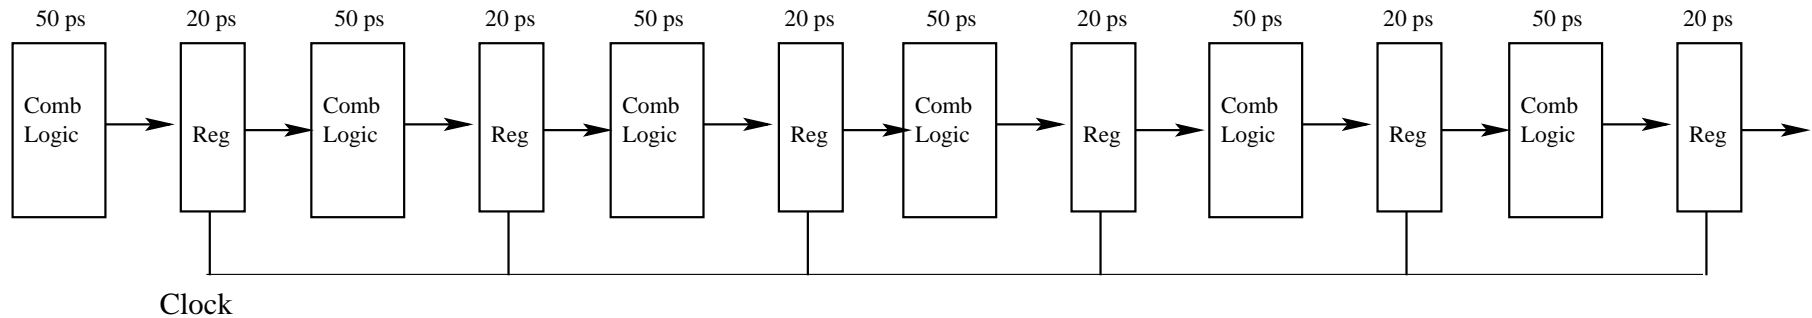 50 ps 20 ps 50 ps 20 ps 50 ps 20 ps 50 ps 20 ps 50 ps 20 ps 50 ps 20 ps
Comb Comb Comb Comb Comb Comb
Logic Reg Logic Reg Logic Reg Logic Reg Logic Reg Logic Reg
Clock